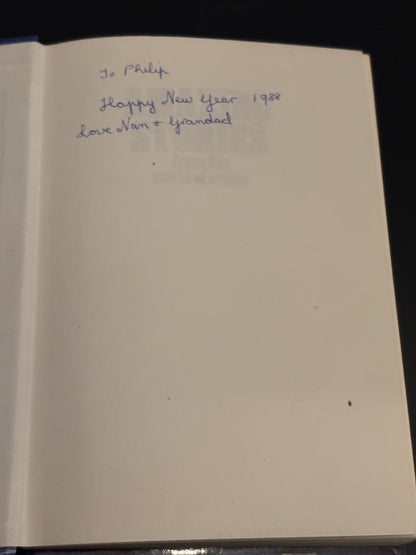 To Philip
Happy New Year 1988
Love Nan & Grandad